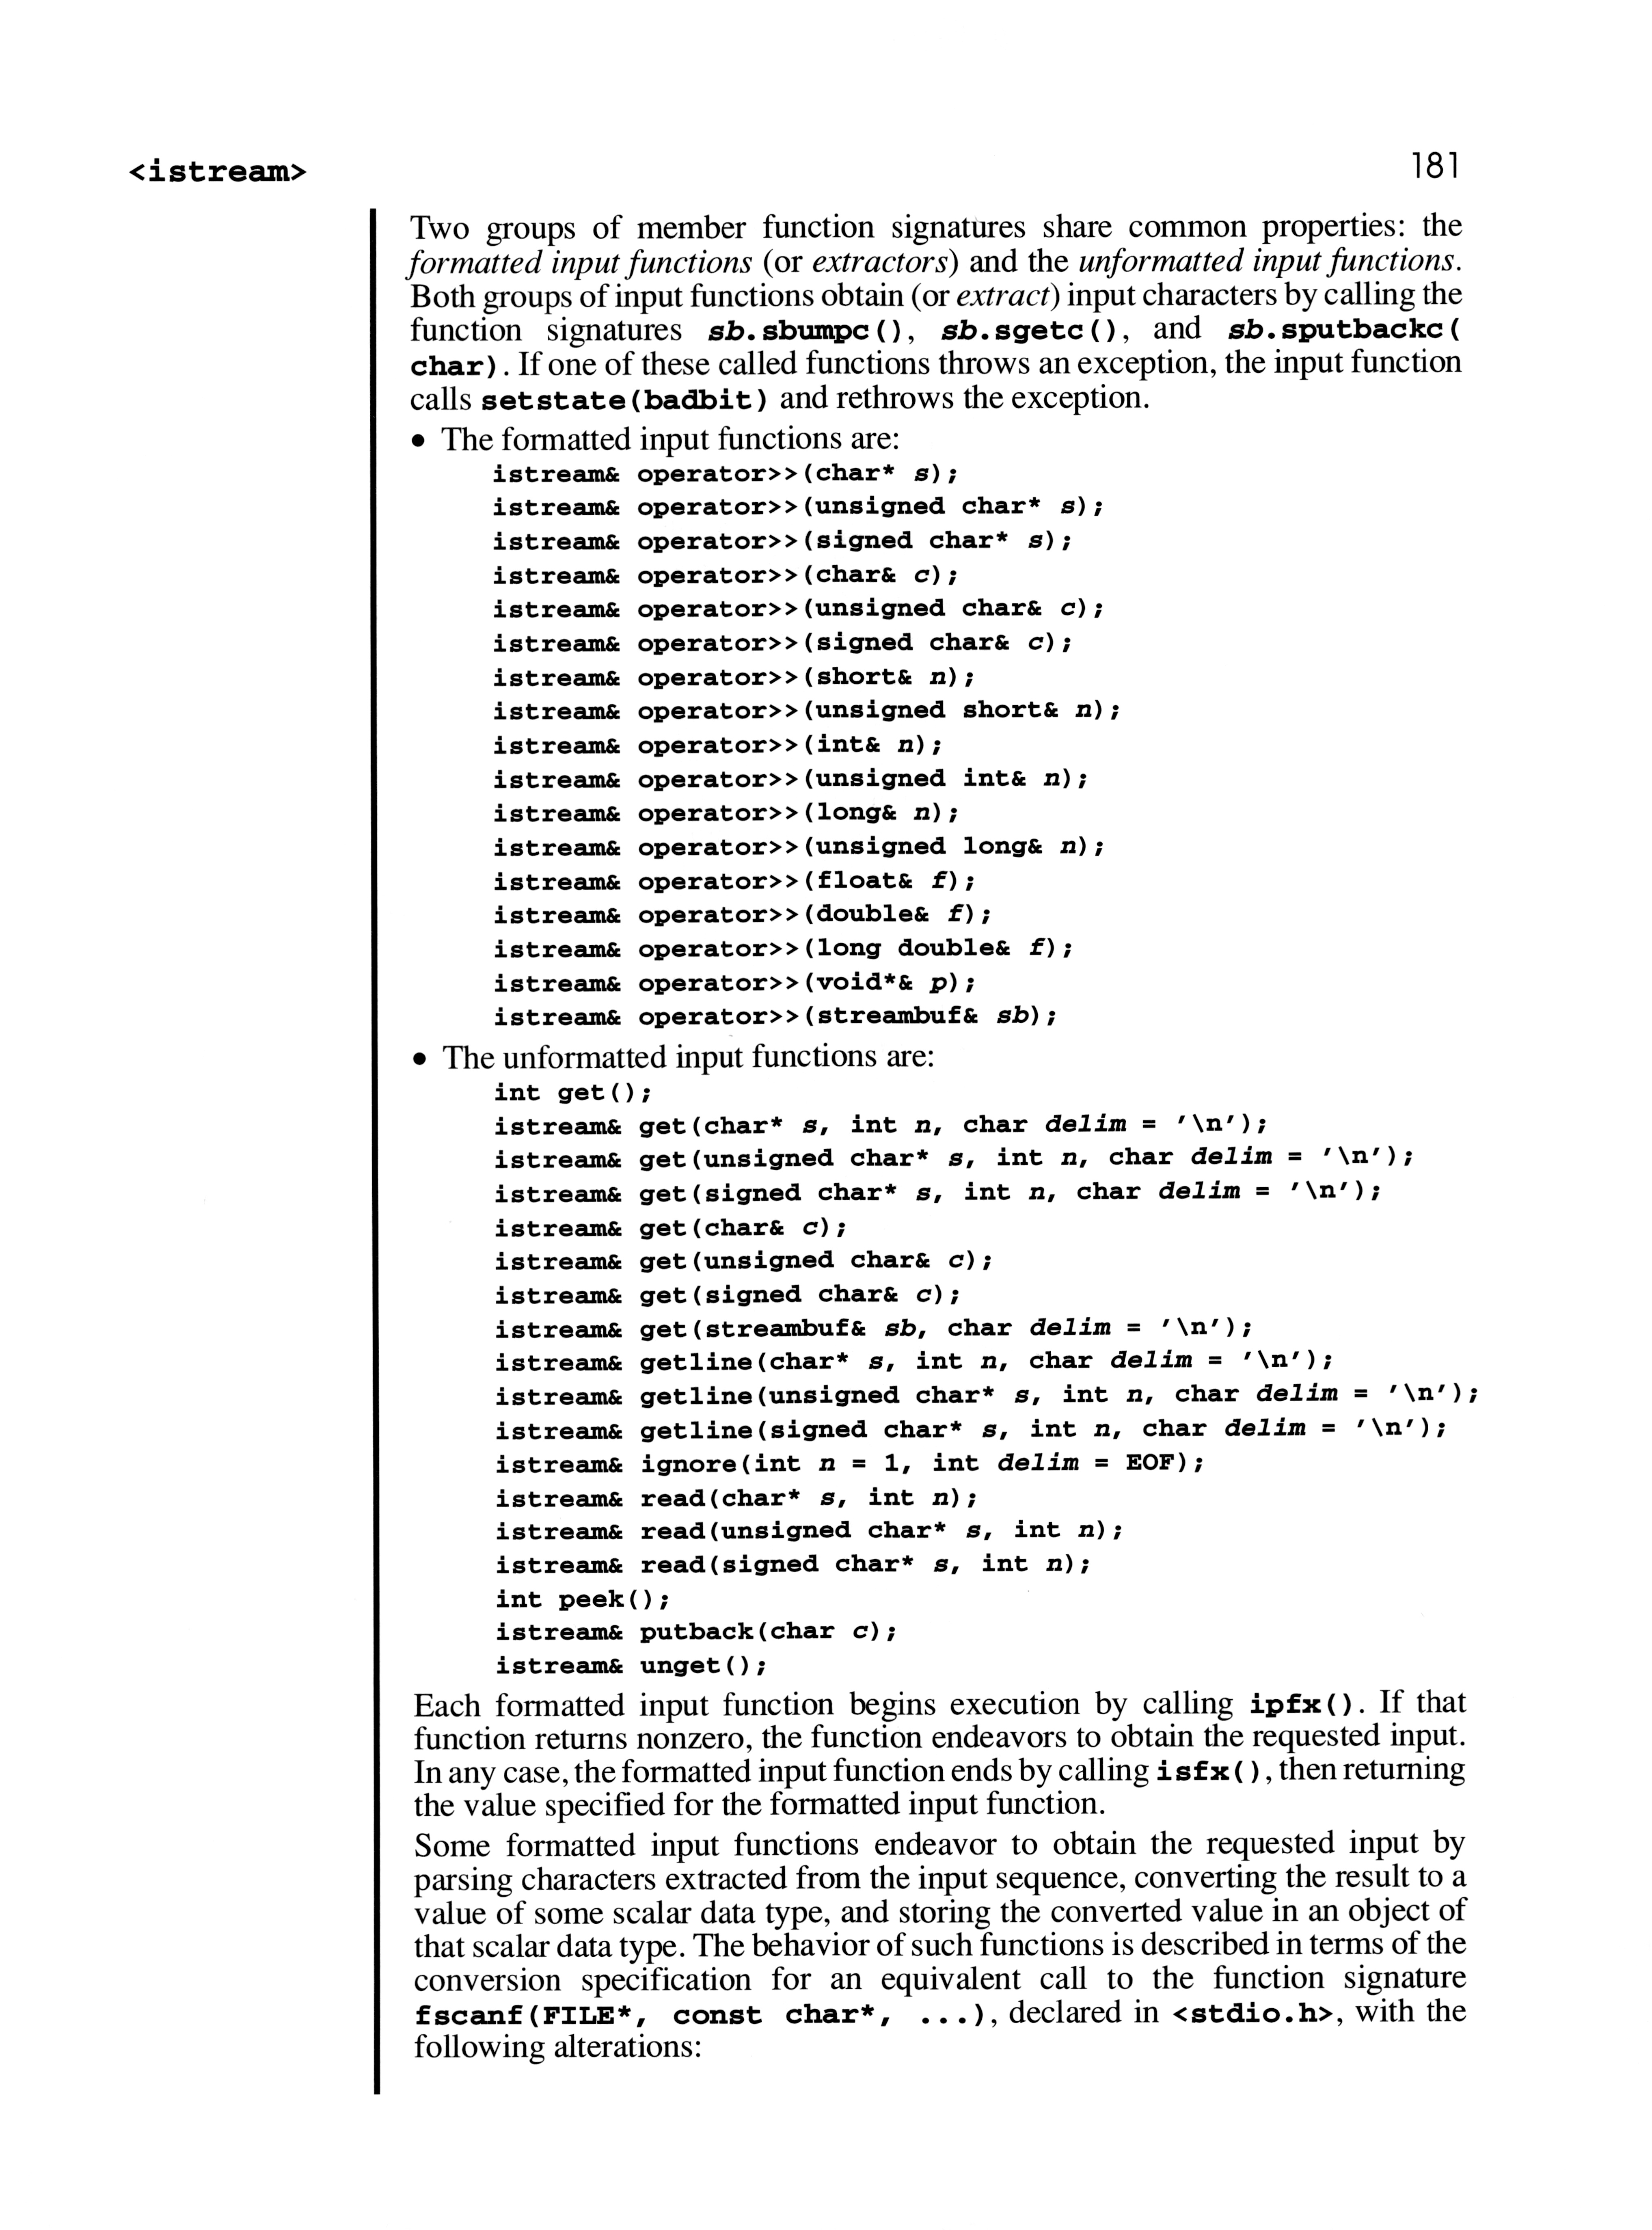 <istream>
181
Two groups of member function signatures share common properties: the
formatted input functions (or extractors) and the unformatted input functions.
Both groups of input functions obtain (or extract) input characters by calling the
function signatures sb.sbumpc(), sb.sgetc(), and sb.sputbackc(
char). If one of these called functions throws an exception, the input function
calls setstate(badbit) and rethrows the exception.
• The formatted input functions are:
istream& operator>>(char* s);
istream& operator>>(unsigned char* s);
istream& operator>>(signed char* s);
istream& operator>>(char& c);
istream& operator>>(unsigned char& c);
istream& operator>>(signed char& c);
istream& operator>>(short& n);
istream& operator>>(unsigned short& n);
istream& operator>>(int& n);
istream& operator>>(unsigned int& n);
istream& operator>>(long& n);
istream& operator>>(unsigned long& n);
istream& operator>>(float& f);
istream& operator>>(double& f);
istream& operator>>(long double& f);
istream& operator>>(void*& p);
istream& operator>>(streambuf& sb);
• The unformatted input functions are:
int get();
istream& get(char* s, int n, char delim = '\n');
istream& get(unsigned char* s, int n, char delim = '\n');
istream& get(signed char* s, int n, char delim = '\n');
istream& get(char& c);
istream& get(unsigned char& c);
istream& get(signed char& c);
istream& get(streambuf& sb, char delim = '\n');
istream& getline(char* s, int n, char delim = '\n');
istream& getline(unsigned char* s, int n, char delim = '\n');
istream& getline(signed char* s, int n, char delim = '\n');
istream& ignore(int n = 1, int delim = EOF);
istream& read(char* s, int n);
istream& read(unsigned char* s, int n);
istream& read(signed char* s, int n);
int peek();
istream& putback(char c);
istream& unget();
Each formatted input function begins execution by calling ipfx(). If that
function returns nonzero, the function endeavors to obtain the requested input.
In any case, the formatted input function ends by calling isfx(), then returning
the value specified for the formatted input function.
Some formatted input functions endeavor to obtain the requested input by
parsing characters extracted from the input sequence, converting the result to a
value of some scalar data type, and storing the converted value in an object of
that scalar data type. The behavior of such functions is described in terms of the
conversion specification for an equivalent call to the function signature
fscanf(FILE*, const char*, ...), declared in <stdio.h>, with the
following alterations: